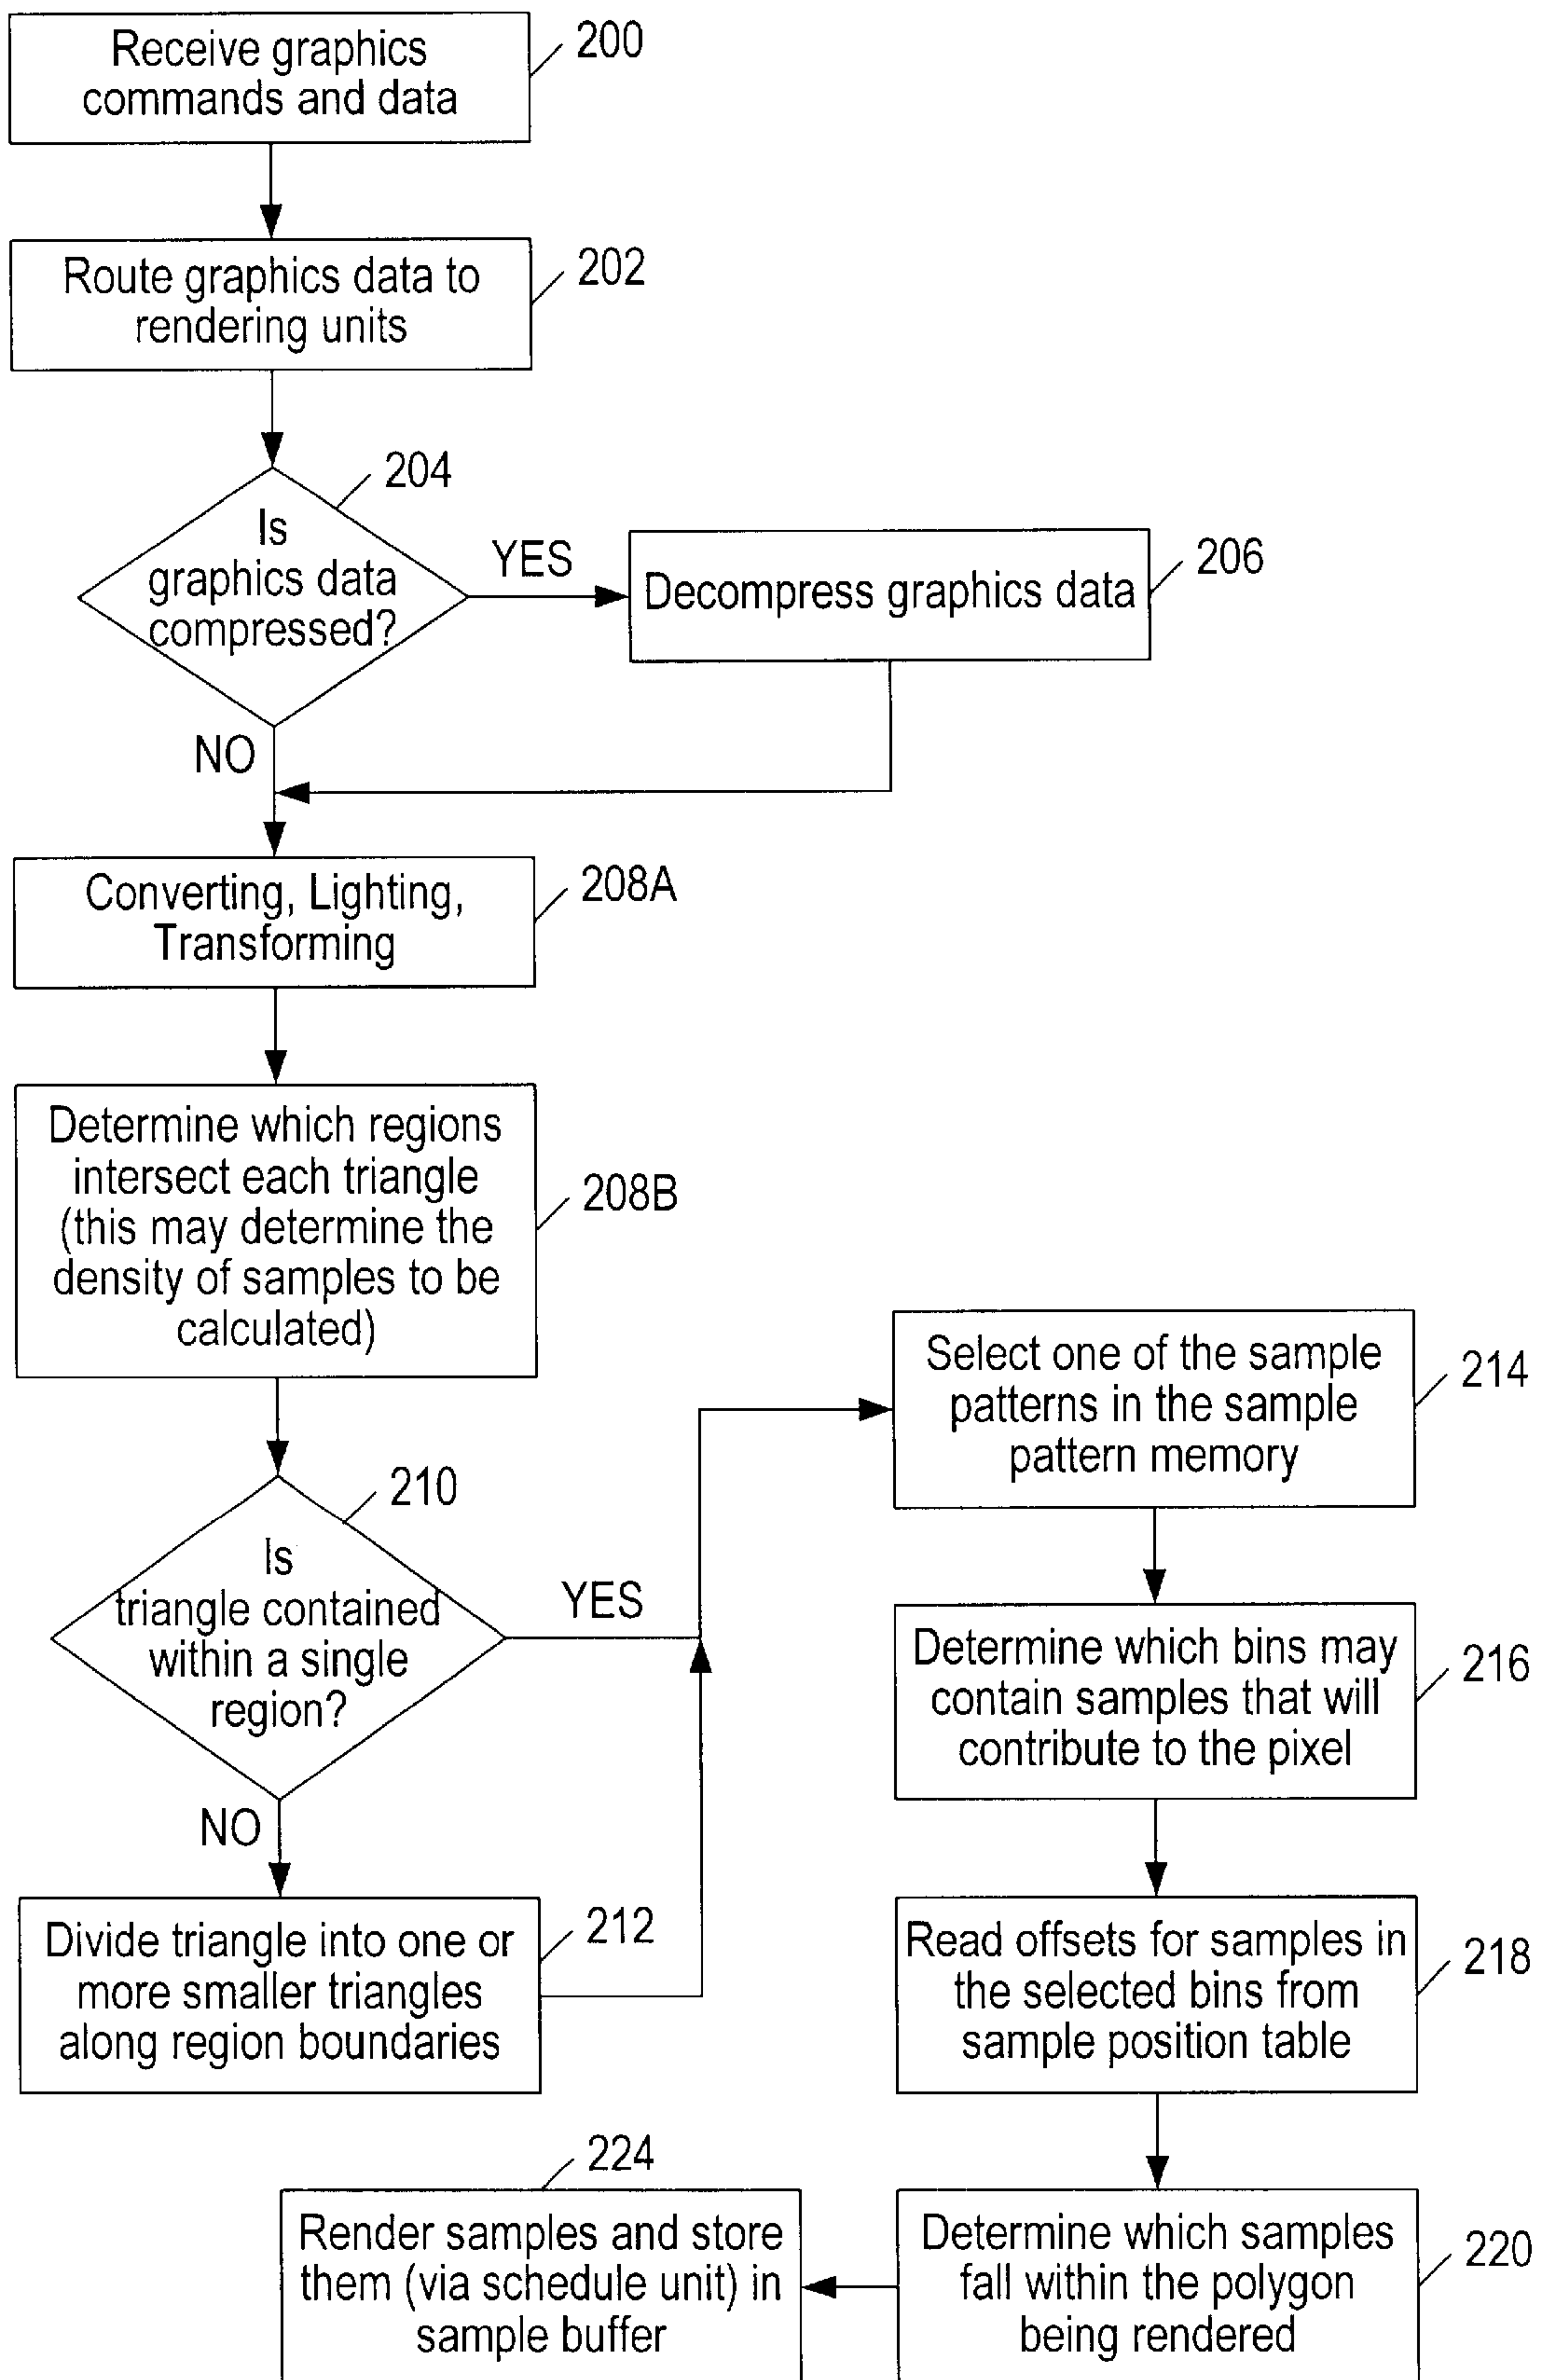 Receive graphics
commands and data
200
Route graphics data to
rendering units
202
204
Is
graphics data
compressed?
YES
Decompress graphics data
206
NO
Converting, Lighting,
Transforming
208A
Determine which regions
intersect each triangle
(this may determine the
density of samples to be
calculated)
208B
210
Is
triangle contained
within a single
region?
YES
NO
Divide triangle into one or
more smaller triangles
along region boundaries
212
Select one of the sample
patterns in the sample
pattern memory
214
Determine which bins may
contain samples that will
contribute to the pixel
216
Read offsets for samples in
the selected bins from
sample position table
218
Determine which samples
fall within the polygon
being rendered
220
224
Render samples and store
them (via schedule unit) in
sample buffer